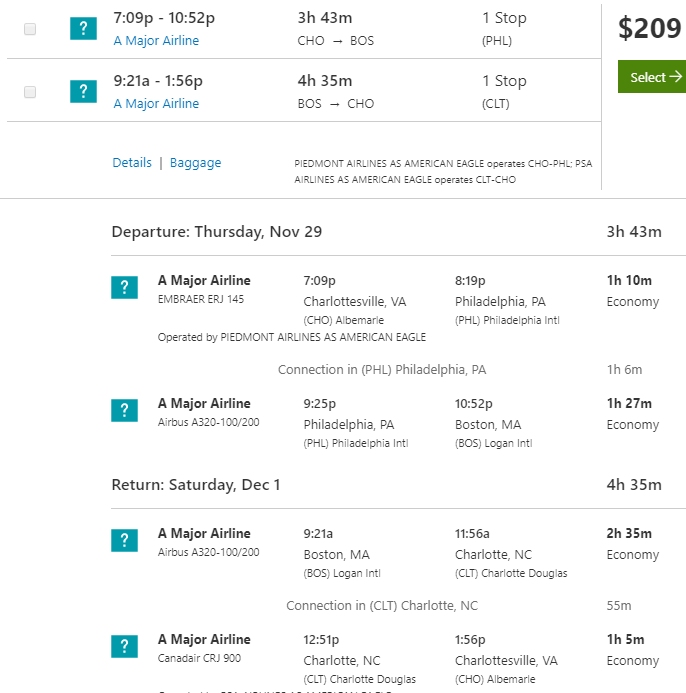 7:09p - 10:52p 3h 43m 1 Stop $209
A Major Airline CHO → BOS (PHL)
9:21a - 1:56p 4h 35m 1 Stop Select →
A Major Airline BOS → CHO (CLT)
Details | Baggage PIEDMONT AIRLINES AS AMERICAN EAGLE operates CHO-PHL; PSA
AIRLINES AS AMERICAN EAGLE operates CLT-CHO
Departure: Thursday, Nov 29 3h 43m
? A Major Airline 7:09p 8:19p 1h 10m
EMBRAER ERJ 145 Charlottesville, VA Philadelphia, PA Economy
(CHO) Albemarle (PHL) Philadelphia Intl
Operated by PIEDMONT AIRLINES AS AMERICAN EAGLE
Connection in (PHL) Philadelphia, PA 1h 6m
? A Major Airline 9:25p 10:52p 1h 27m
Airbus A320-100/200 Philadelphia, PA Boston, MA Economy
(PHL) Philadelphia Intl (BOS) Logan Intl
Return: Saturday, Dec 1 4h 35m
? A Major Airline 9:21a 11:56a 2h 35m
Airbus A320-100/200 Boston, MA Charlotte, NC Economy
(BOS) Logan Intl (CLT) Charlotte Douglas
Connection in (CLT) Charlotte, NC 55m
? A Major Airline 12:51p 1:56p 1h 5m
Canadair CRJ 900 Charlotte, NC Charlottesville, VA Economy
(CLT) Charlotte Douglas (CHO) Albemarle